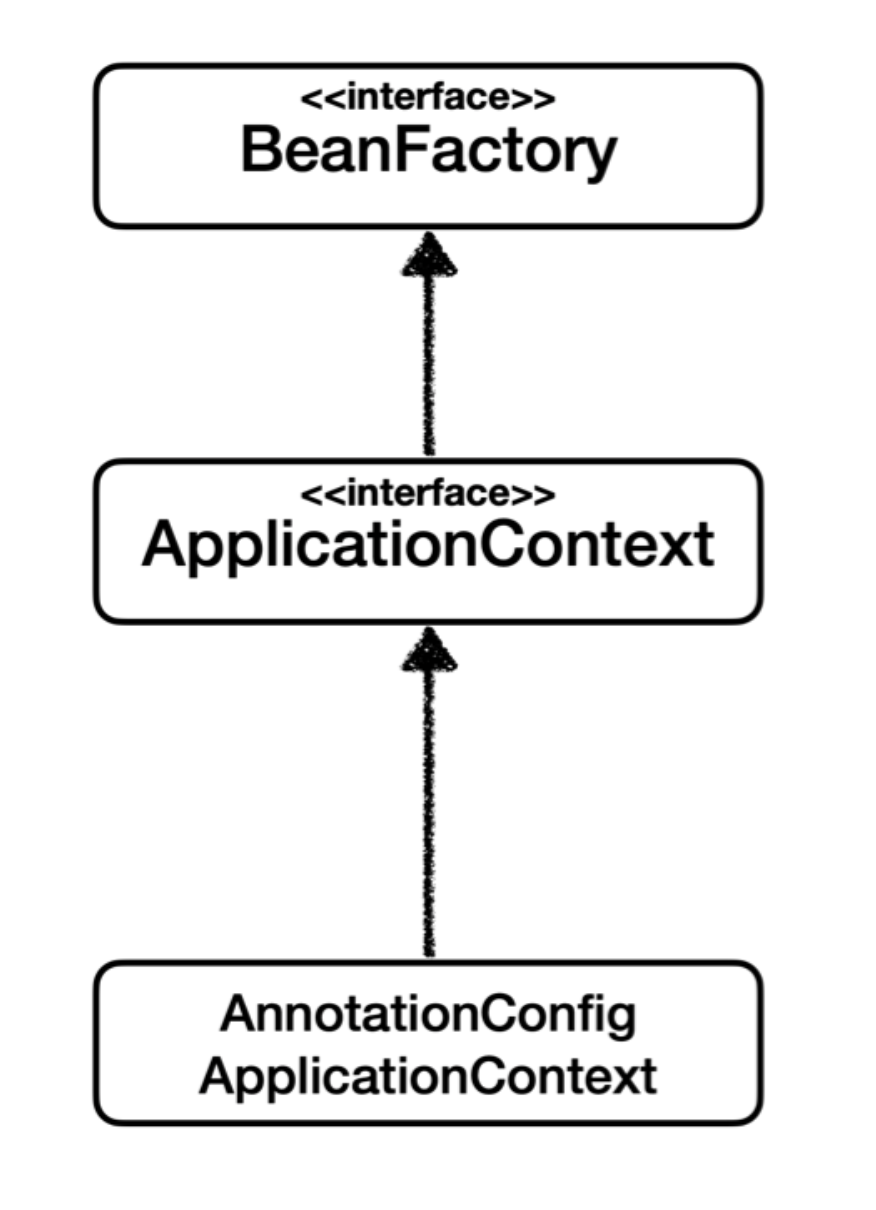 <<interface>>
BeanFactory
<<interface>>
ApplicationContext
AnnotationConfig
ApplicationContext